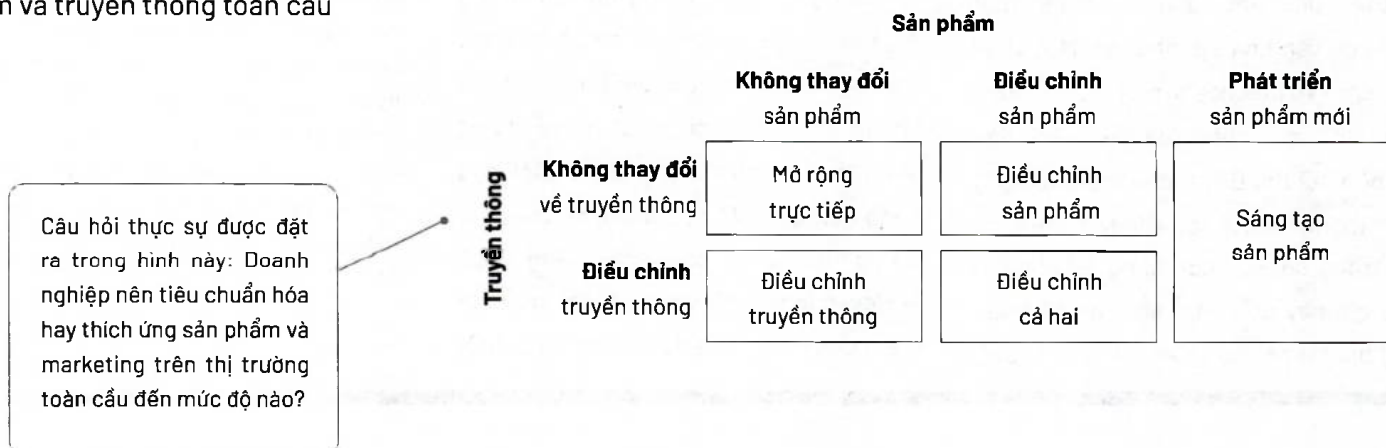 và truyền thông toàn cầu
Sản phẩm
Không thay đổi
sản phẩm
Điều chỉnh
sản phẩm
Phát triển
sản phẩm mới
Truyền thông
Không thay đổi
về truyền thông
Mở rộng
trực tiếp
Điều chỉnh
sản phẩm
Sáng tạo
sản phẩm
Điều chỉnh
truyền thông
Điều chỉnh
truyền thông
Điều chỉnh
cả hai
Câu hỏi thực sự được đặt
ra trong hình này: Doanh
nghiệp nên tiêu chuẩn hóa
hay thích ứng sản phẩm và
marketing trên thị trường
toàn cầu đến mức độ nào?